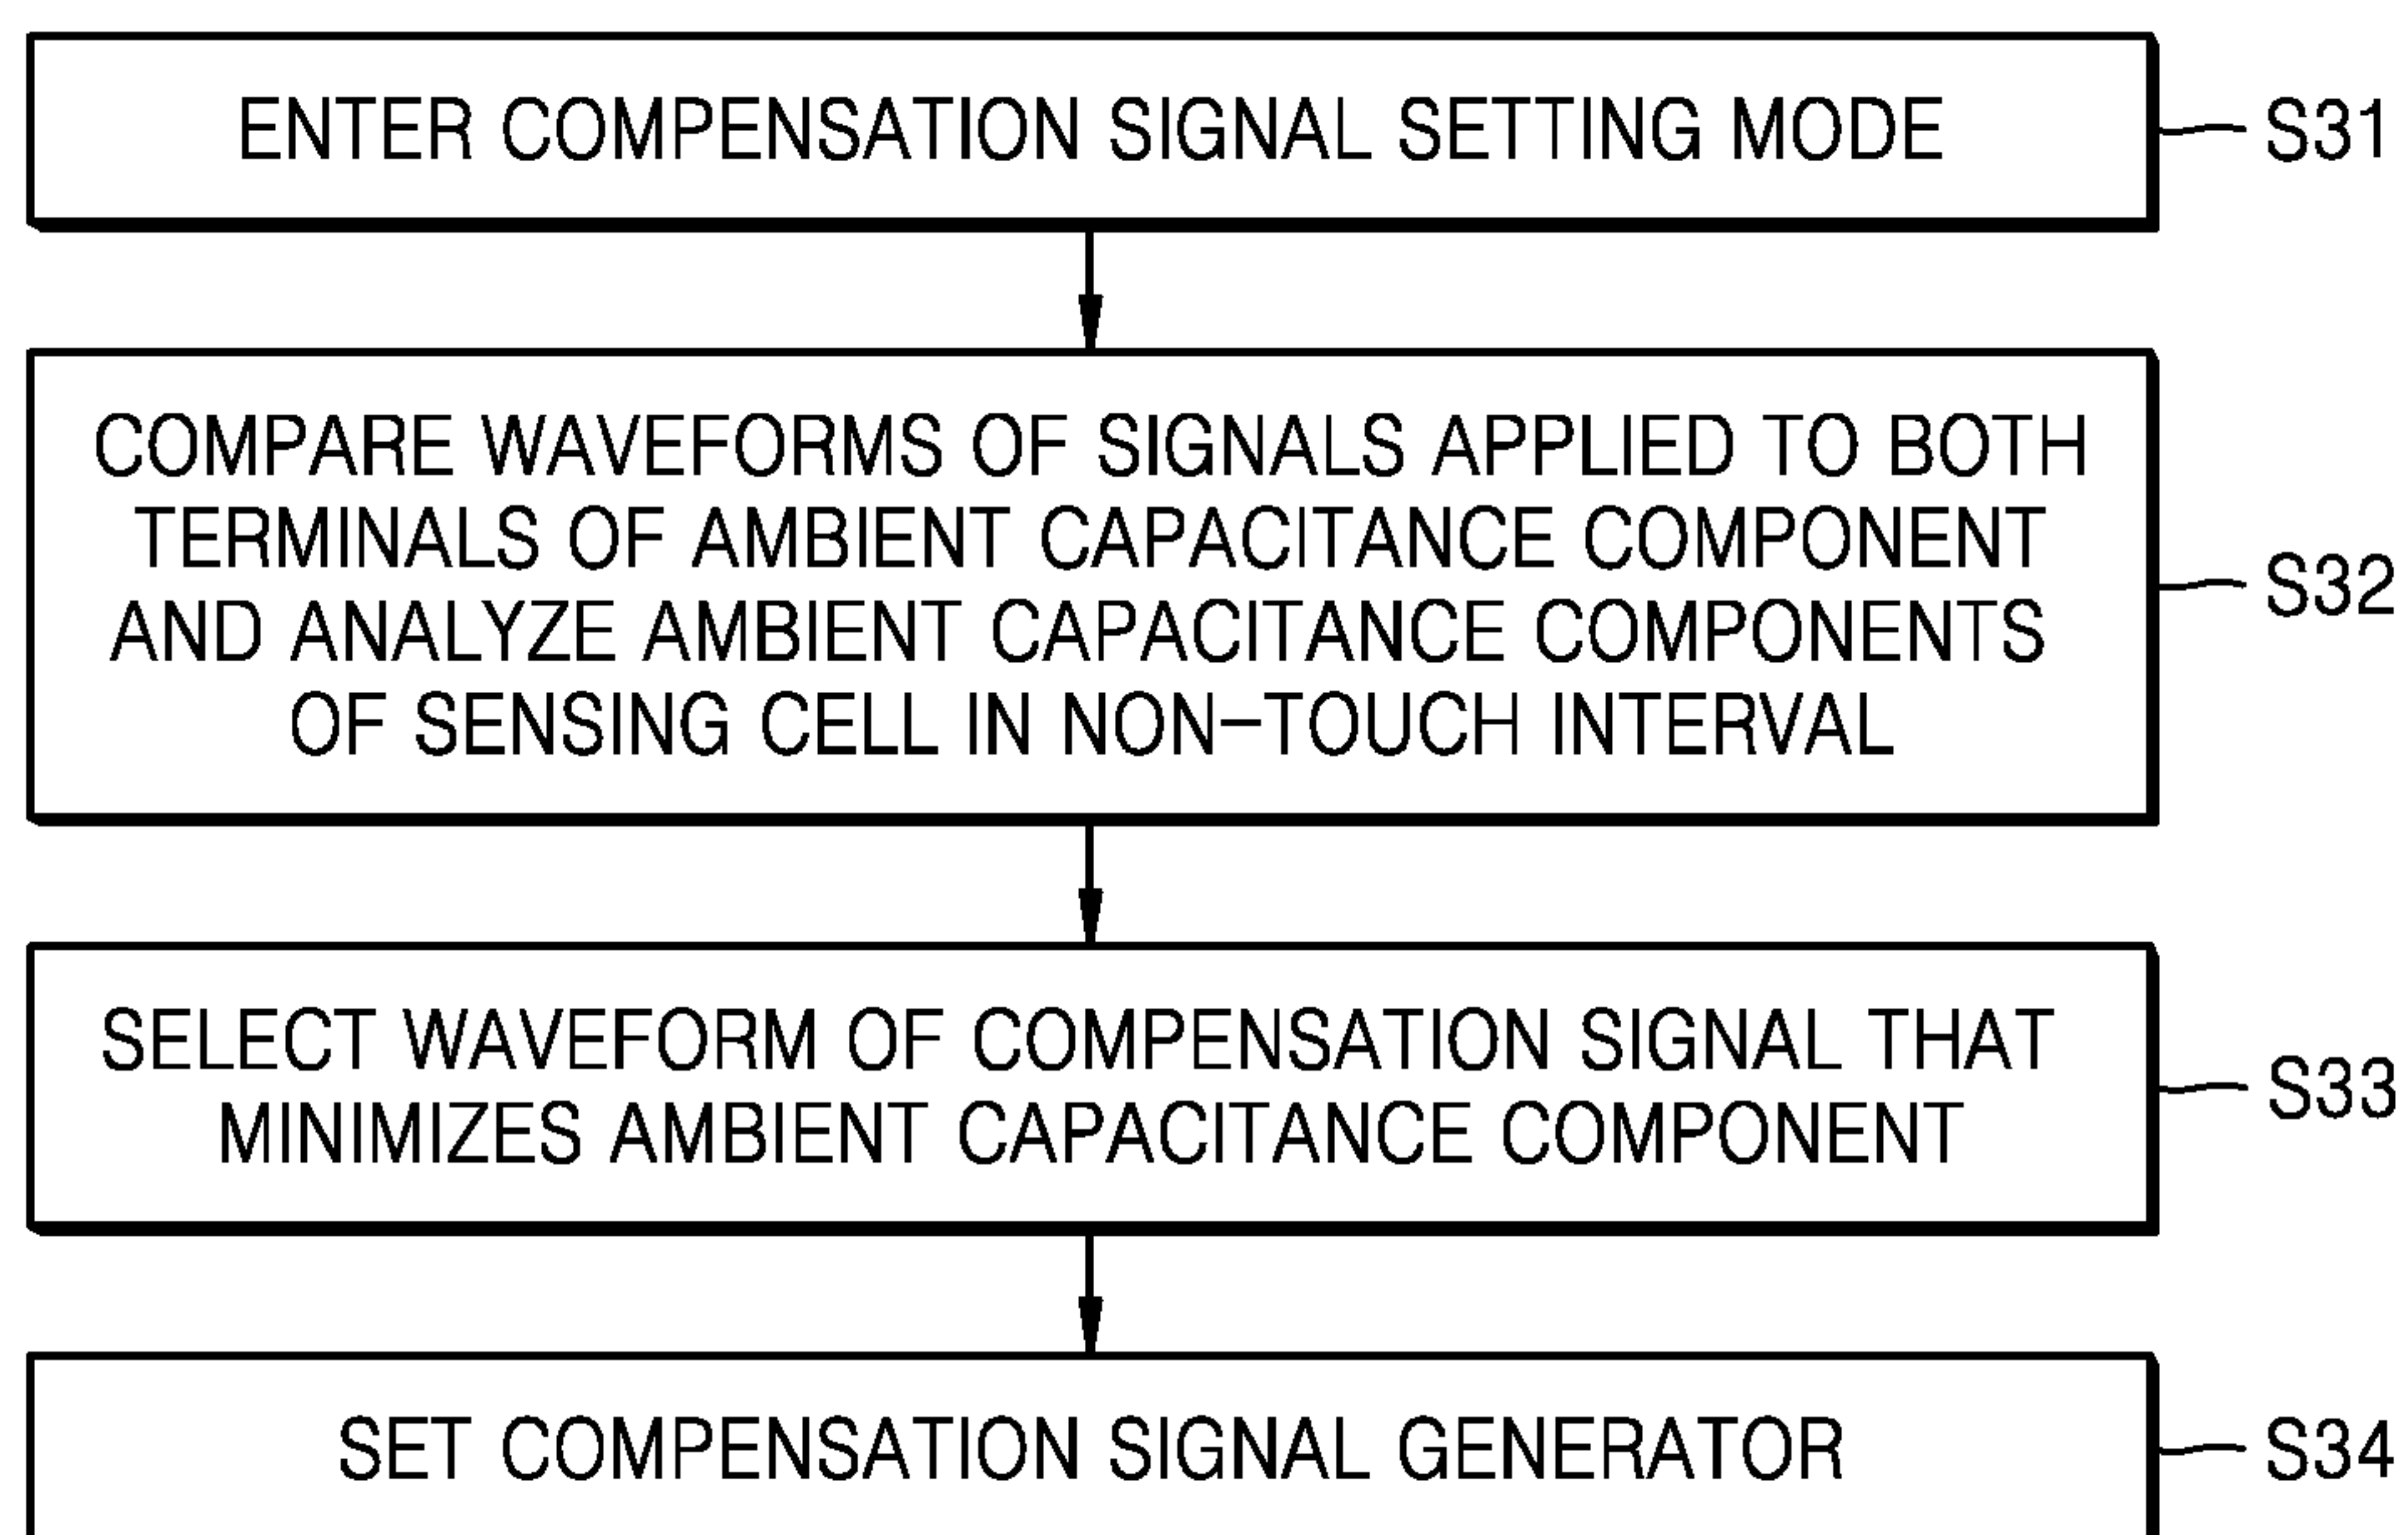 ENTER COMPENSATION SIGNAL SETTING MODE
S31
COMPARE WAVEFORMS OF SIGNALS APPLIED TO BOTH
TERMINALS OF AMBIENT CAPACITANCE COMPONENT
AND ANALYZE AMBIENT CAPACITANCE COMPONENTS
OF SENSING CELL IN NON-TOUCH INTERVAL
S32
SELECT WAVEFORM OF COMPENSATION SIGNAL THAT
MINIMIZES AMBIENT CAPACITANCE COMPONENT
S33
SET COMPENSATION SIGNAL GENERATOR
S34